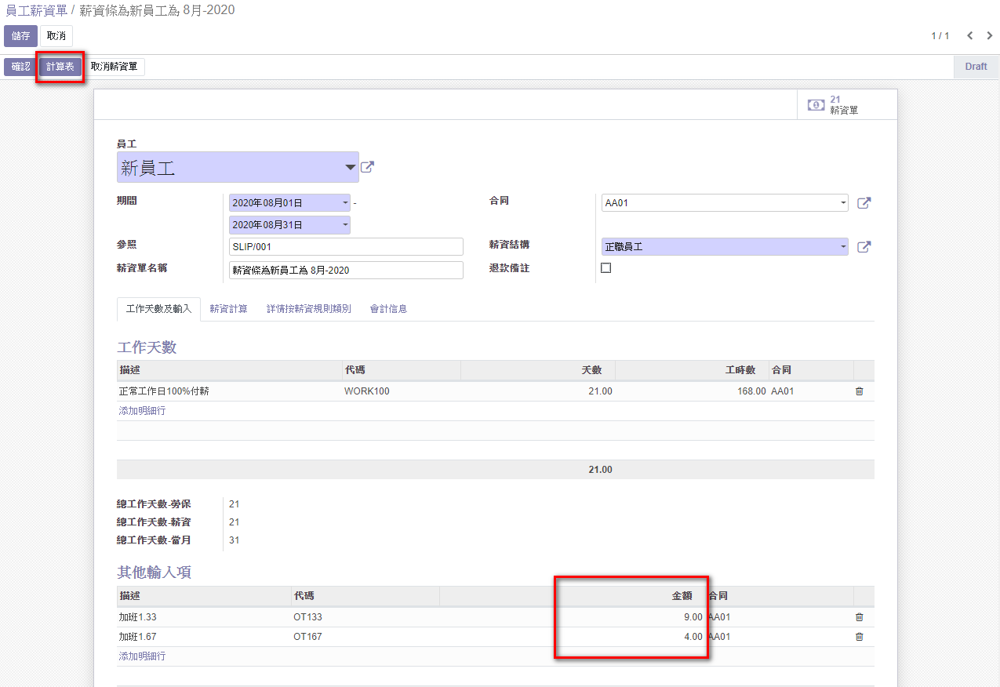 員工薪資單 / 薪資條為新員工為 8月-2020
儲存 取消 1 / 1
確認 計算表 取消薪資單 Draft
21
薪資單
員工
新員工
期間 2020年08月01日 - 合同 AA01
2020年08月31日
參照 SLIP/001 薪資結構 正職員工
薪資單名稱 薪資條為新員工為 8月-2020 退款備註
工作天數及輸入 薪資計算 詳情按薪資規則類別 會計信息
工作天數
描述 代碼 天數 工時數 合同
正常工作日100%付薪 WORK100 21.00 168.00 AA01
添加明細行
21.00
總工作天數-勞保 21
總工作天數-薪資 21
總工作天數-當月 31
其他輸入項
描述 代碼 金額 合同
加班1.33 OT133 9.00 AA01
加班1.67 OT167 4.00 AA01
添加明細行